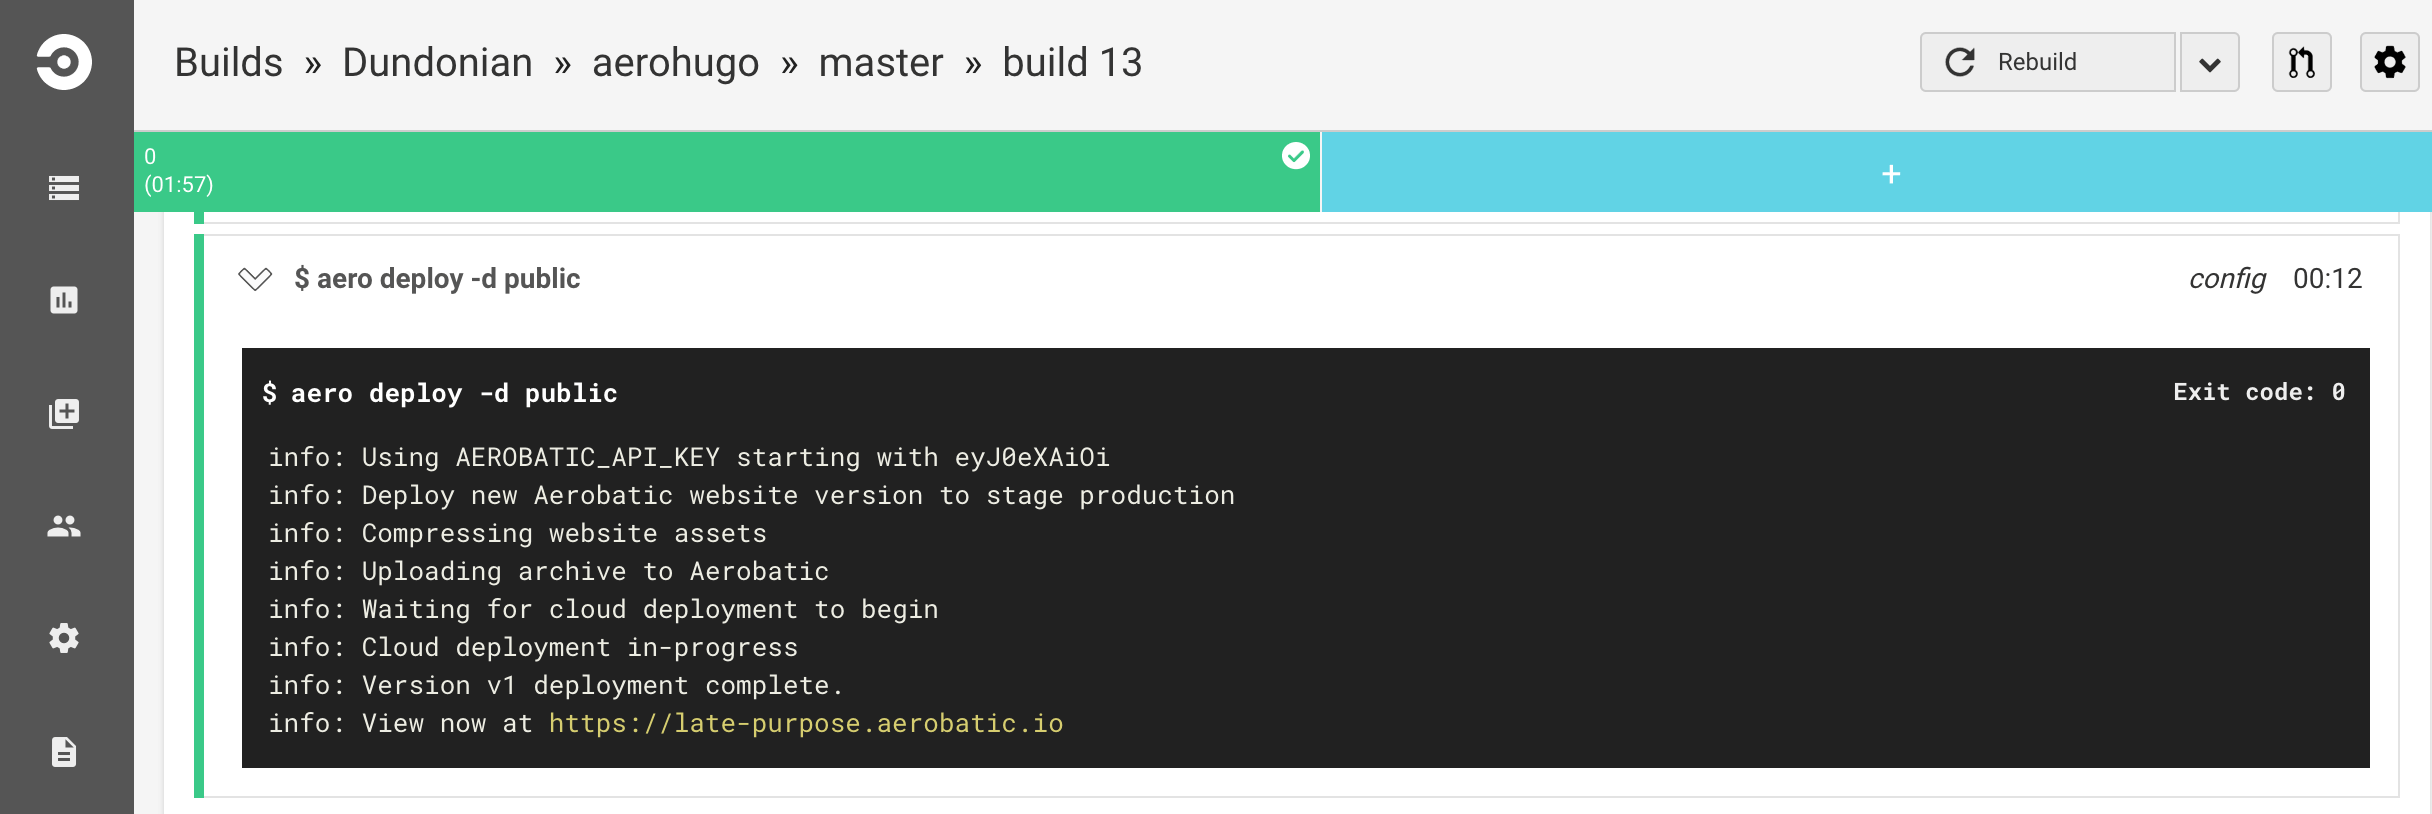 Builds » Dundonian » aerohugo » master » build 13
Rebuild
0
(01:57)
+
$ aero deploy -d public
config 00:12
$ aero deploy -d public
Exit code: 0
info: Using AEROBATIC_API_KEY starting with eyJ0eXAiOi
info: Deploy new Aerobatic website version to stage production
info: Compressing website assets
info: Uploading archive to Aerobatic
info: Waiting for cloud deployment to begin
info: Cloud deployment in-progress
info: Version v1 deployment complete.
info: View now at https://late-purpose.aerobatic.io